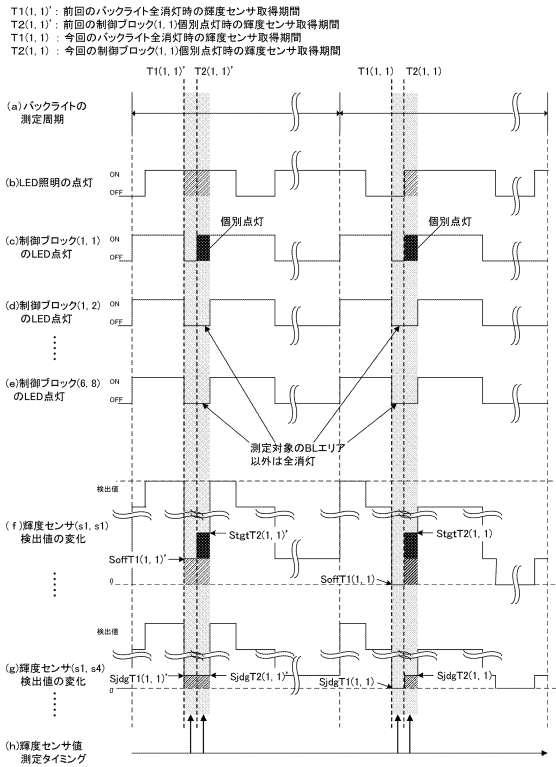 T1(1,1)’: 前回のバックライト全消灯時の輝度センサ取得期間
T2(1,1)’: 前回の制御ブロック(1,1)個別点灯時の輝度センサ取得期間
T1(1,1) : 今回のバックライト全消灯時の輝度センサ取得期間
T2(1,1) : 今回の制御ブロック(1,1)個別点灯時の輝度センサ取得期間
T1(1,1)’ T2(1,1)’ T1(1,1) T2(1,1)
(a)バックライトの
測定周期
(b)LED照明の点灯
ON
OFF
個別点灯 個別点灯
(c)制御ブロック(1,1)
のLED点灯
ON
OFF
(d)制御ブロック(1,2)
のLED点灯
ON
OFF
(e)制御ブロック(6,8)
のLED点灯
ON
OFF
測定対象のBLエリア
以外は全消灯
検出値
(f)輝度センサ(s1,s1)
検出値の変化
StgtT2(1,1)’ StgtT2(1,1)
SoffT1(1,1)’
SoffT1(1,1)
0
検出値
(g)輝度センサ(s1,s4)
検出値の変化
SjdgT1(1,1)’ SjdgT2(1,1)’ SjdgT2(1,1)
SjdgT1(1,1)
0
(h)輝度センサ値
測定タイミング